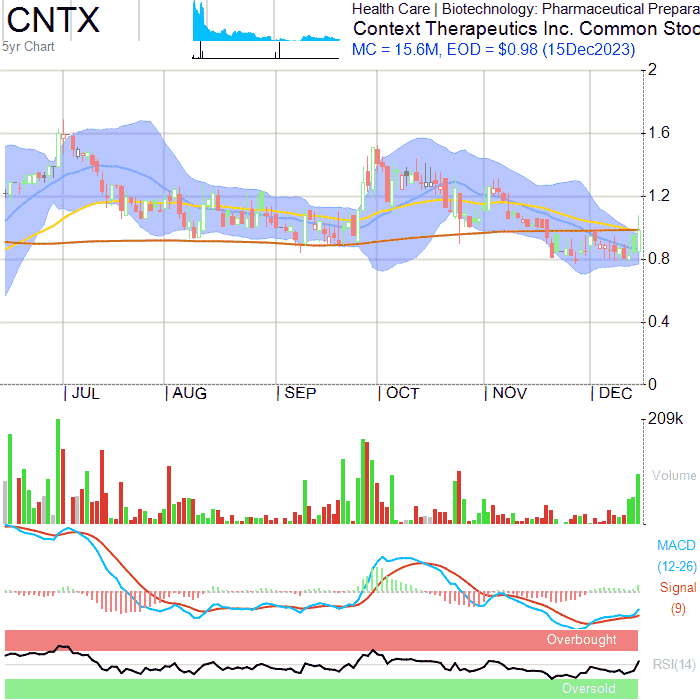 CNTX
5yr Chart
Health Care | Biotechnology: Pharmaceutical Prepara
Context Therapeutics Inc. Common Stoc
MC = 15.6M, EOD = $0.98 (15Dec2023)
2
1.6
1.2
0.8
0.4
0
JUL AUG SEP OCT NOV DEC
209k
Volume
MACD
(12-26)
Signal
(9)
Overbought
RSI(14)
Oversold